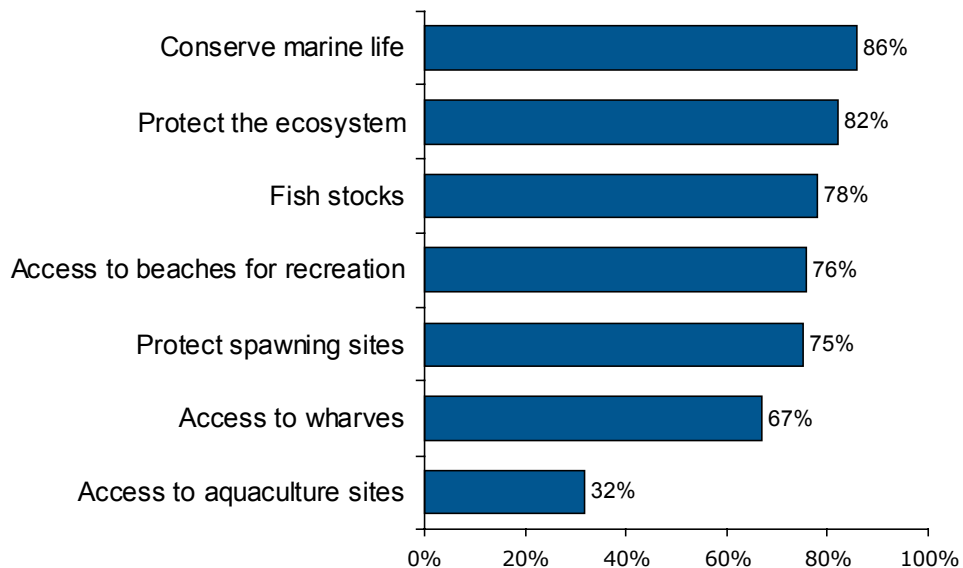 Conserve marine life 86%
Protect the ecosystem 82%
Fish stocks 78%
Access to beaches for recreation 76%
Protect spawning sites 75%
Access to wharves 67%
Access to aquaculture sites 32%
0% 20% 40% 60% 80% 100%